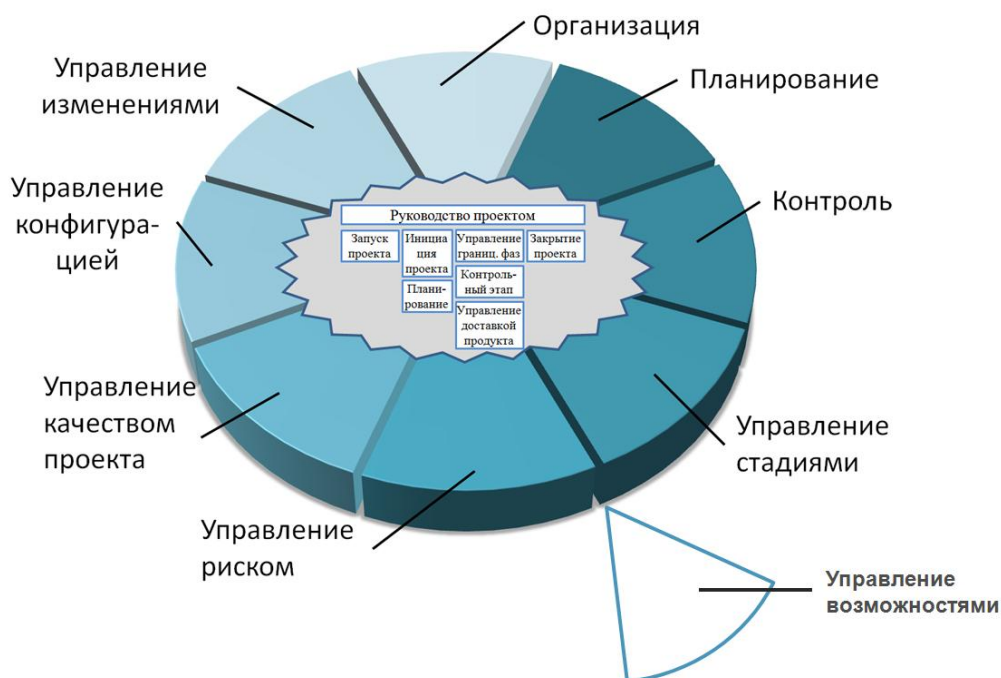 Организация
Планирование
Контроль
Управление
стадиями
Управление
возможностями
Управление
риском
Управление
качеством
проекта
Управление
конфигура-
цией
Управление
изменениями
Руководство проектом
Запуск
проекта
Инициа
ция
проекта
Управление
границ. фаз
Закрытие
проекта
Плани-
рование
Контроль-
ный этап
Управление
доставкой
продукта